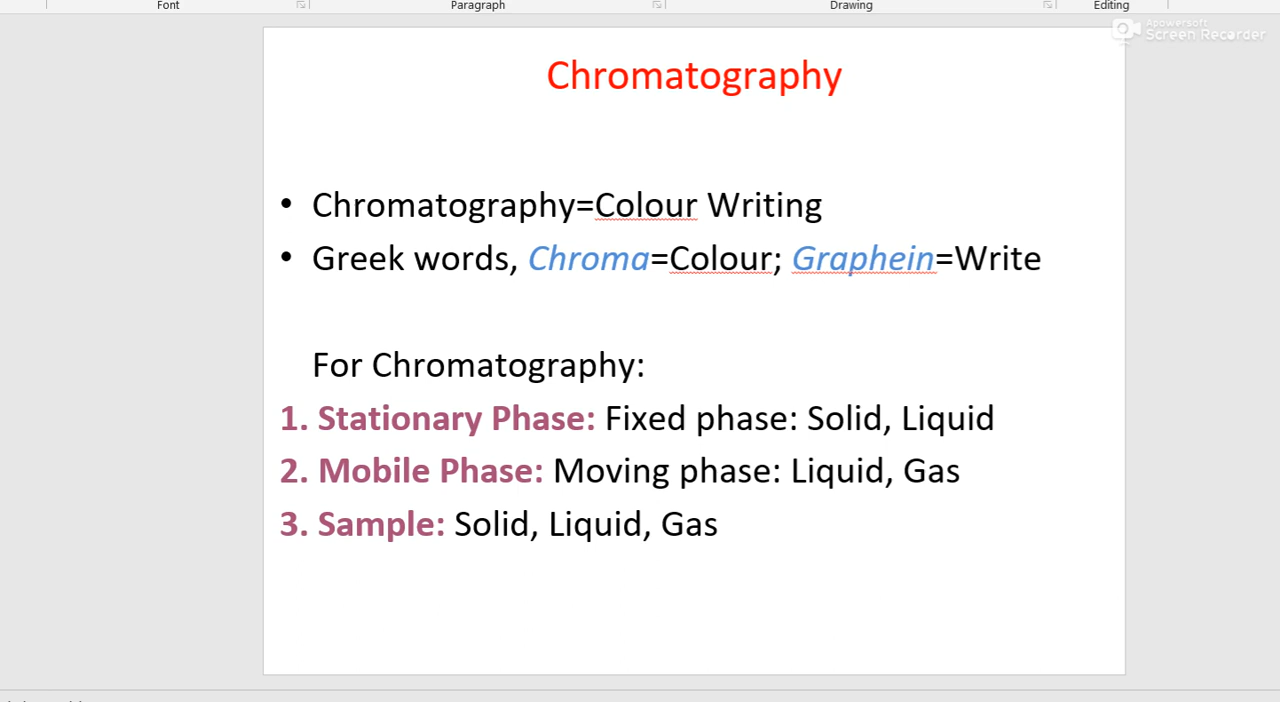 Font Paragraph Drawing Editing
Apowersoft
Screen Recorder
Chromatography
• Chromatography=Colour Writing
• Greek words, Chroma=Colour; Graphein=Write
For Chromatography:
1. Stationary Phase: Fixed phase: Solid, Liquid
2. Mobile Phase: Moving phase: Liquid, Gas
3. Sample: Solid, Liquid, Gas